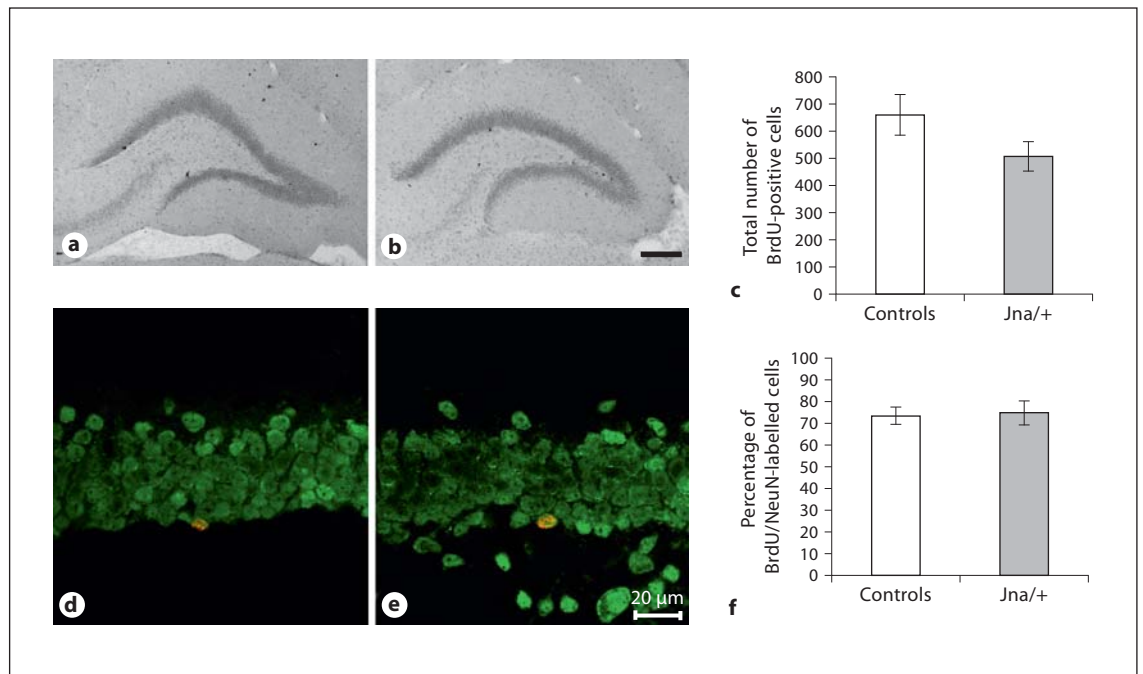 a
b
Total number of
BrdU-positive cells
800
700
600
500
400
300
200
100
0
Controls
Jna/+
c
d
e
20 μm
Percentage of
BrdU/NeuN-labelled cells
100
90
80
70
60
50
40
30
20
10
0
Controls
Jna/+
f